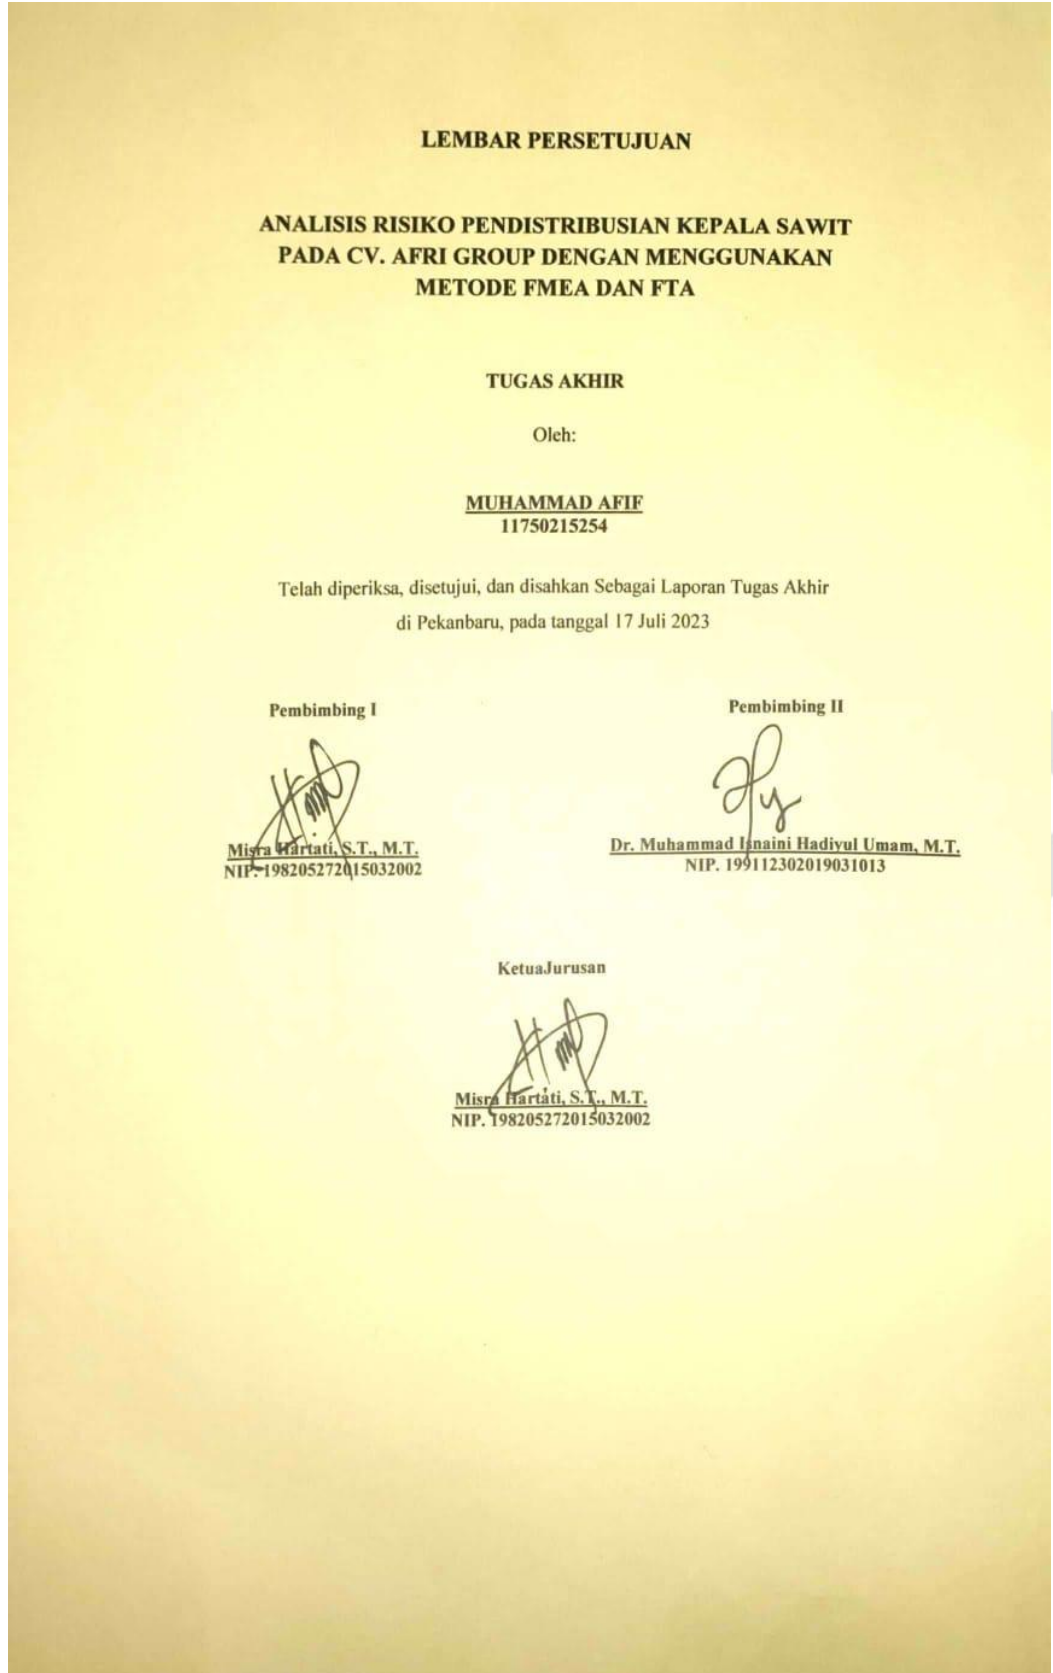 LEMBAR PERSETUJUAN
ANALISIS RISIKO PENDISTRIBUSIAN KEPALA SAWIT
PADA CV. AFRI GROUP DENGAN MENGGUNAKAN
METODE FMEA DAN FTA
TUGAS AKHIR
Oleh:
MUHAMMAD AFIF
11750215254
Telah diperiksa, disetujui, dan disahkan Sebagai Laporan Tugas Akhir
di Pekanbaru, pada tanggal 17 Juli 2023
Pembimbing I
Misra Hartati, S.T., M.T.
NIP. 198205272015032002
Pembimbing II
Dr. Muhammad Isnaini Hadiyul Umam, M.T.
NIP. 199112302019031013
KetuaJurusan
Misra Hartati, S.T., M.T.
NIP. 198205272015032002